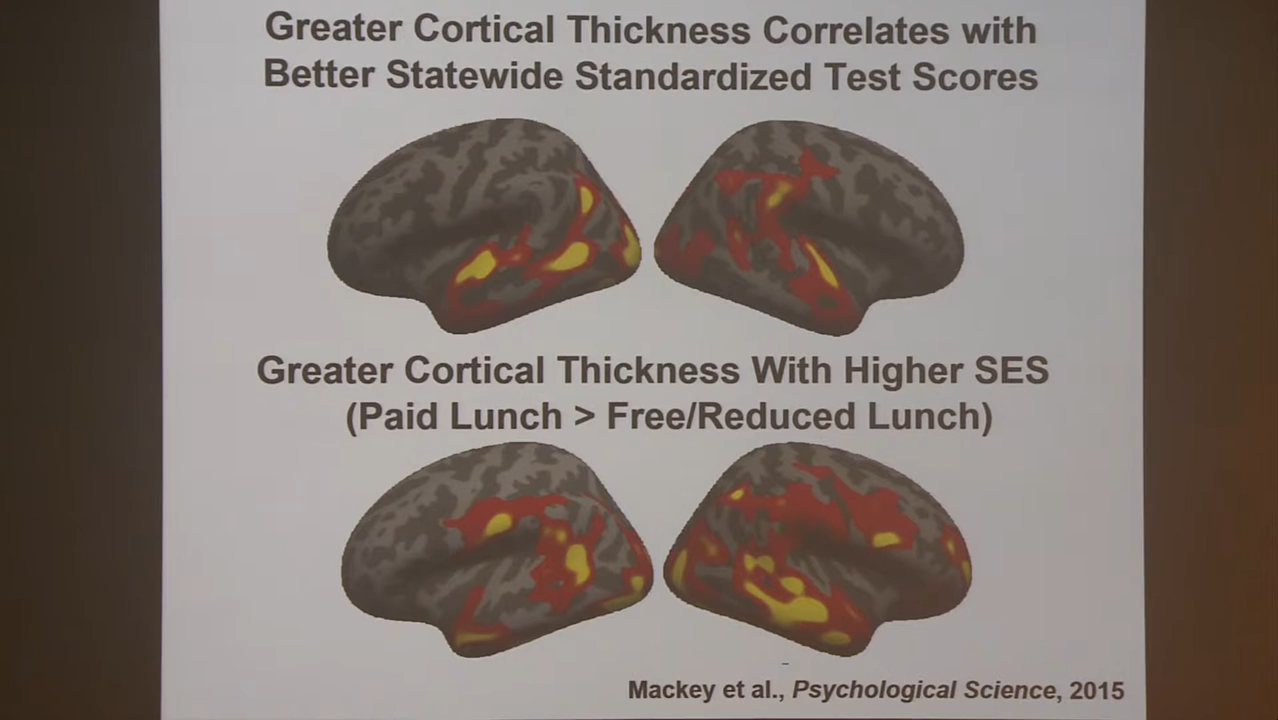 Greater Cortical Thickness Correlates with
Better Statewide Standardized Test Scores
Greater Cortical Thickness With Higher SES
(Paid Lunch > Free/Reduced Lunch)
Mackey et al., Psychological Science, 2015